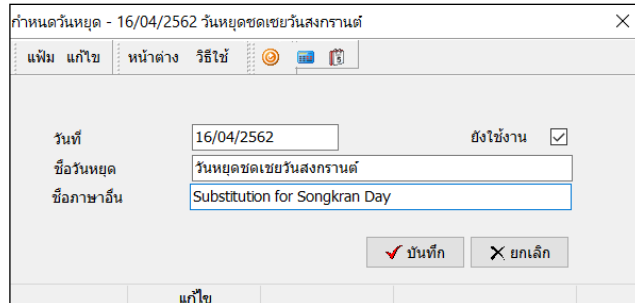 กำหนดวันหยุด - 16/04/2562 วันหยุดชดเชยวันสงกรานต์
แฟ้ม แก้ไข หน้าต่าง วิธีใช้
วันที่ 16/04/2562 ยังใช้งาน
ชื่อวันหยุด วันหยุดชดเชยวันสงกรานต์
ชื่อภาษาอื่น Substitution for Songkran Day
บันทึก ยกเลิก
แก้ไข